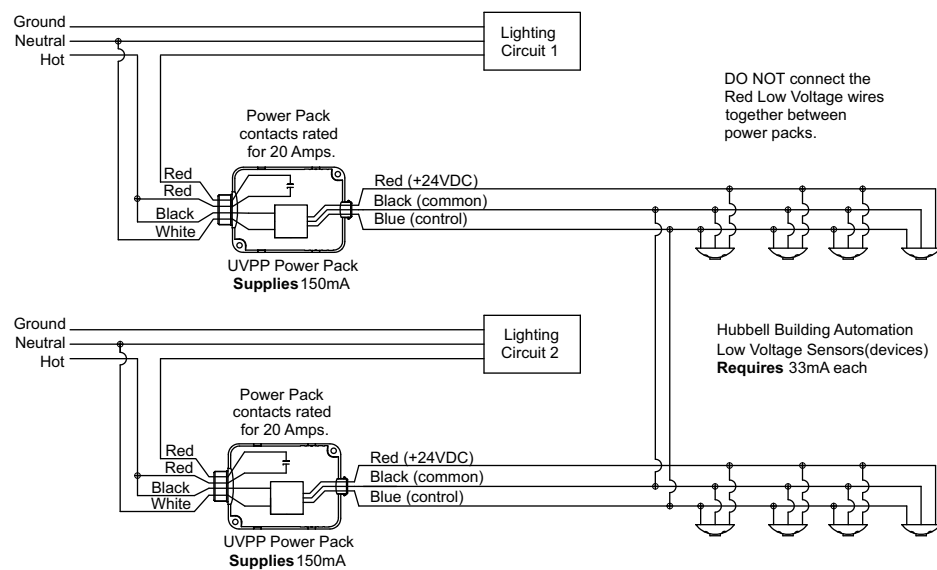 Ground
Neutral
Hot
Lighting
Circuit 1
DO NOT connect the
Red Low Voltage wires
together between
power packs.
Power Pack
contacts rated
for 20 Amps.
Red
Red
Black
White
Red (+24VDC)
Black (common)
Blue (control)
UVPP Power Pack
Supplies 150mA
Ground
Neutral
Hot
Lighting
Circuit 2
Hubbell Building Automation
Low Voltage Sensors(devices)
Requires 33mA each
Power Pack
contacts rated
for 20 Amps.
Red
Red
Black
White
Red (+24VDC)
Black (common)
Blue (control)
UVPP Power Pack
Supplies 150mA